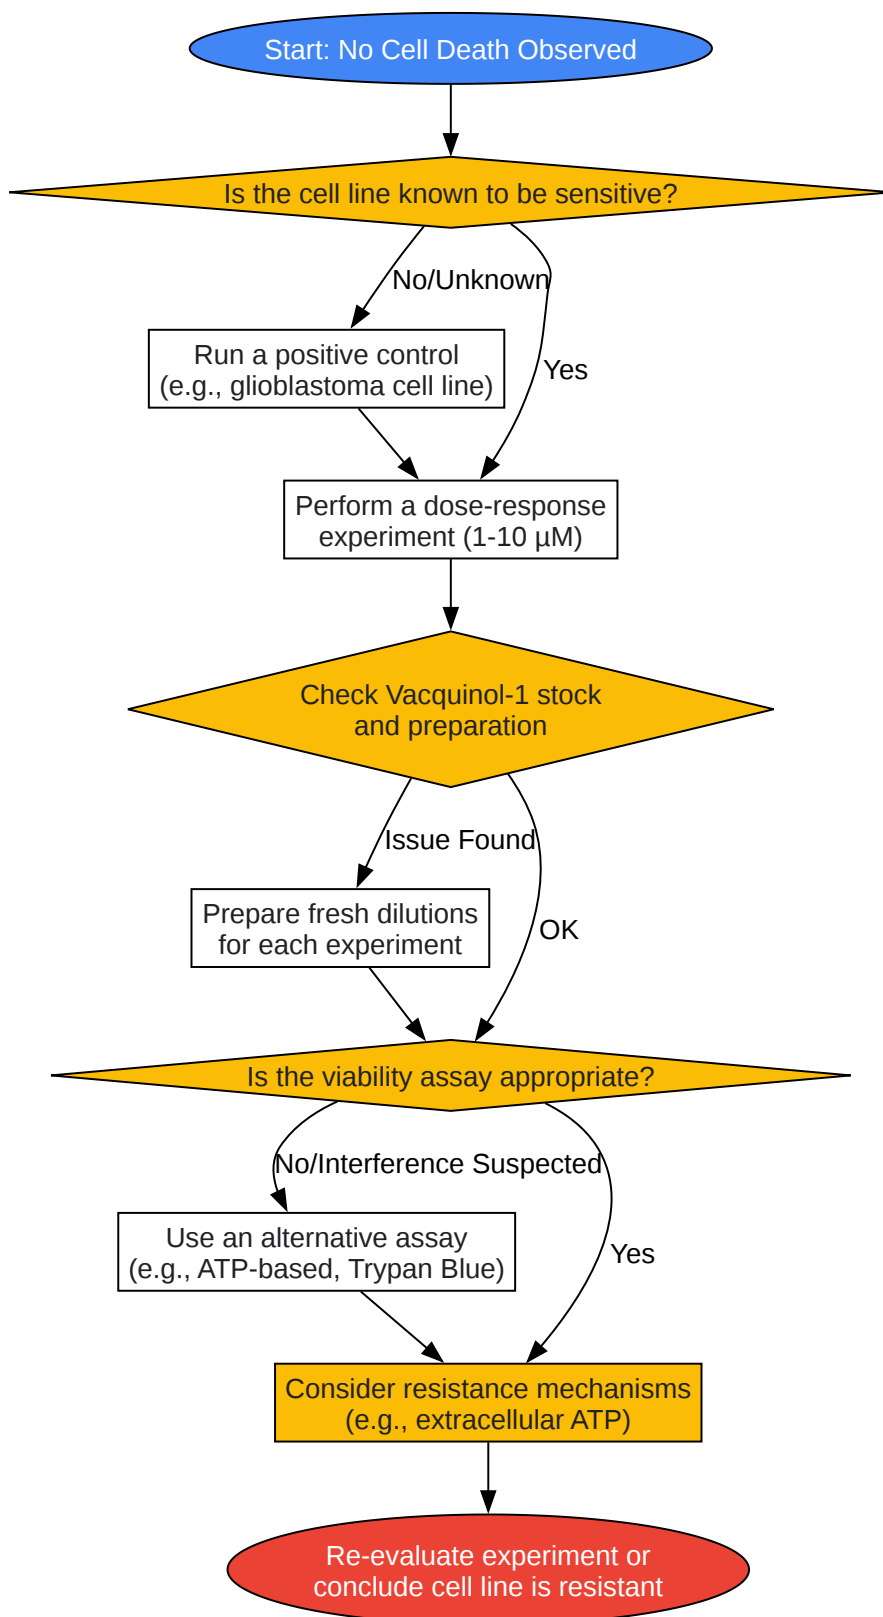 Start: No Cell Death Observed
Is the cell line known to be sensitive?
No/Unknown
Run a positive control
(e.g., glioblastoma cell line)
Yes
Perform a dose-response
experiment (1-10 µM)
Check Vacquinol-1 stock
and preparation
Issue Found
Prepare fresh dilutions
for each experiment
OK
Is the viability assay appropriate?
No/Interference Suspected
Use an alternative assay
(e.g., ATP-based, Trypan Blue)
Yes
Consider resistance mechanisms
(e.g., extracellular ATP)
Re-evaluate experiment or
conclude cell line is resistant